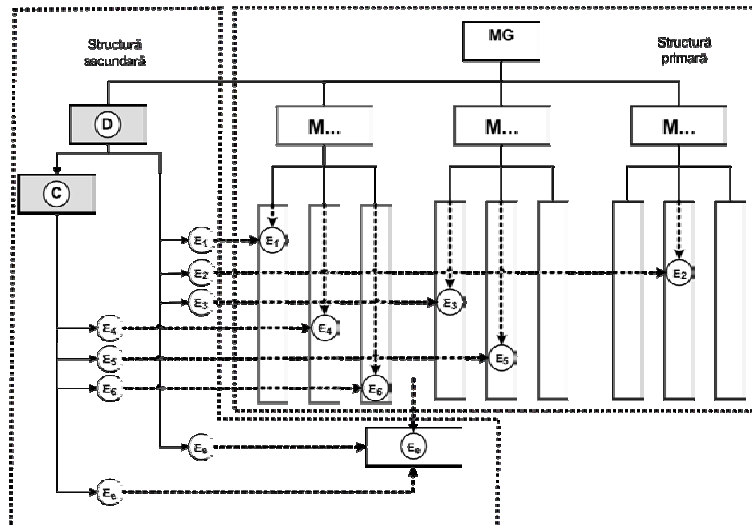 Structură
secundară
MG
Structură
primară
D
M...
M...
M...
C
E1
E1
E2
E2
E3
E3
E4
E4
E5
E5
E6
E6
Ee
Ee
Ee